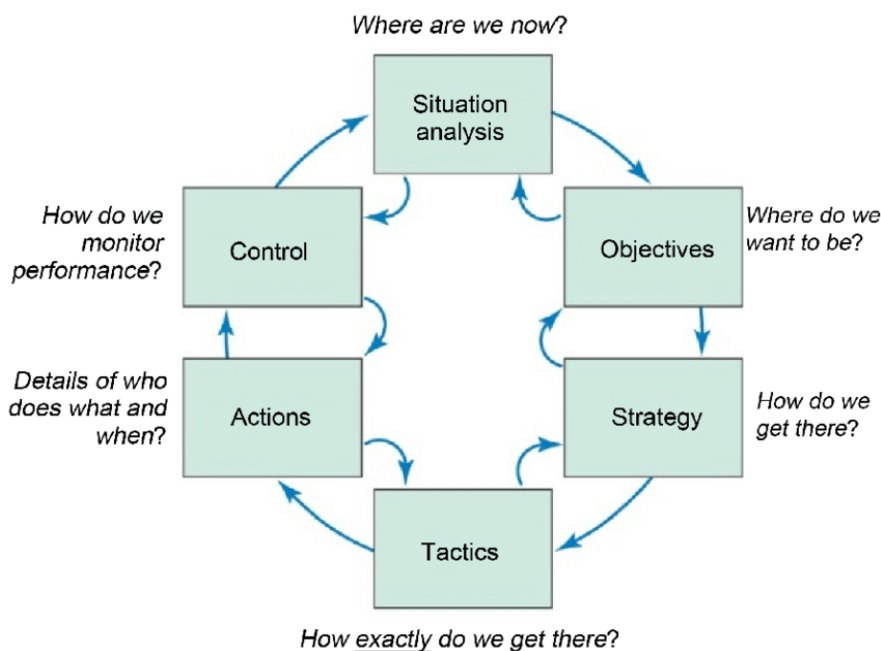 Where are we now?
Situation
analysis
Objectives
Where do we
want to be?
Strategy
How do we
get there?
Tactics
How exactly do we get there?
Actions
Details of who
does what and
when?
Control
How do we
monitor
performance?